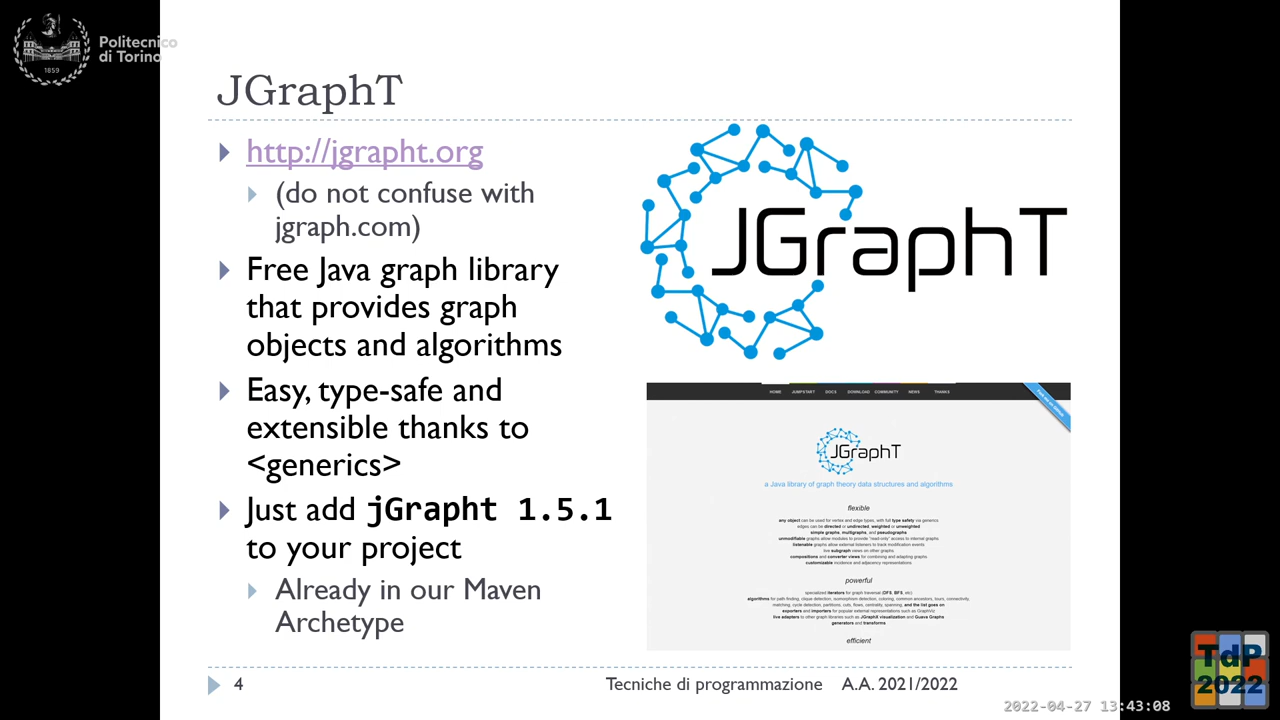 Politecnico
di Torino
1859
JGraphT
http://jgrapht.org
(do not confuse with
jgraph.com)
Free Java graph library
that provides graph
objects and algorithms
Easy, type-safe and
extensible thanks to
<generics>
Just add jGrapht 1.5.1
to your project
Already in our Maven
Archetype
JGraphT
HOME JUMPSTART DOCS DOWNLOAD COMMUNITY NEWS THANKS
JGraphT
a Java library of graph theory data structures and algorithms
flexible
any object can be used for vertex and edge types, with full type safety via generics
edges can be directed or undirected, weighted or unweighted
simple graphs, multigraphs, and pseudographs
unmodifiable graphs allow modules to provide "read-only" access to internal graphs
listenable graphs allow external listeners to track modification events
live subgraph views on other graphs
compositions and converter views for combining and adapting graphs
customizable incidence and adjacency representations
powerful
specialized iterators for graph traversal (DFS, BFS, etc)
algorithms for path finding, clique detection, isomorphism detection, coloring, common ancestors, tours, connectivity,
matching, cycle detection, partitions, cuts, flows, centrality, spanning, and the list goes on
exporters and importers for popular external representations such as GraphViz
live adapters to other graph libraries such as JGraphX visualization and Guava Graphs
generators and transforms
efficient
4
Tecniche di programmazione A.A. 2021/2022
TdP
2022
2022-04-27 13:43:08